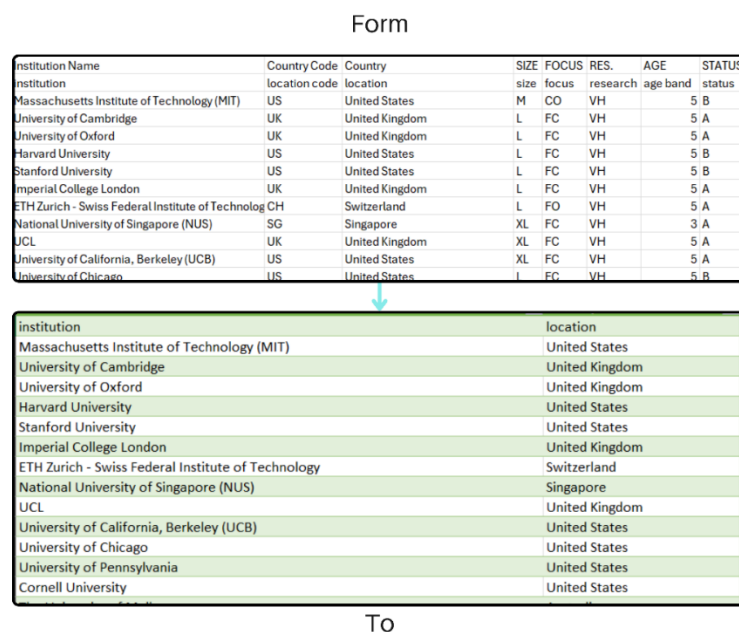 Form
Institution Name Country Code Country SIZE FOCUS RES. AGE STATUS
institution location code location size focus research age band status
Massachusetts Institute of Technology (MIT) US United States M CO VH 5 B
University of Cambridge UK United Kingdom L FC VH 5 A
University of Oxford UK United Kingdom L FC VH 5 A
Harvard University US United States L FC VH 5 B
Stanford University US United States L FC VH 5 B
Imperial College London UK United Kingdom L FC VH 5 A
ETH Zurich - Swiss Federal Institute of Technolog CH Switzerland L FO VH 5 A
National University of Singapore (NUS) SG Singapore XL FC VH 3 A
UCL UK United Kingdom XL FC VH 5 A
University of California, Berkeley (UCB) US United States XL FC VH 5 A
University of Chicago US United States L FC VH 5 B
institution location
Massachusetts Institute of Technology (MIT) United States
University of Cambridge United Kingdom
University of Oxford United Kingdom
Harvard University United States
Stanford University United States
Imperial College London United Kingdom
ETH Zurich - Swiss Federal Institute of Technology Switzerland
National University of Singapore (NUS) Singapore
UCL United Kingdom
University of California, Berkeley (UCB) United States
University of Chicago United States
University of Pennsylvania United States
Cornell University United States
To